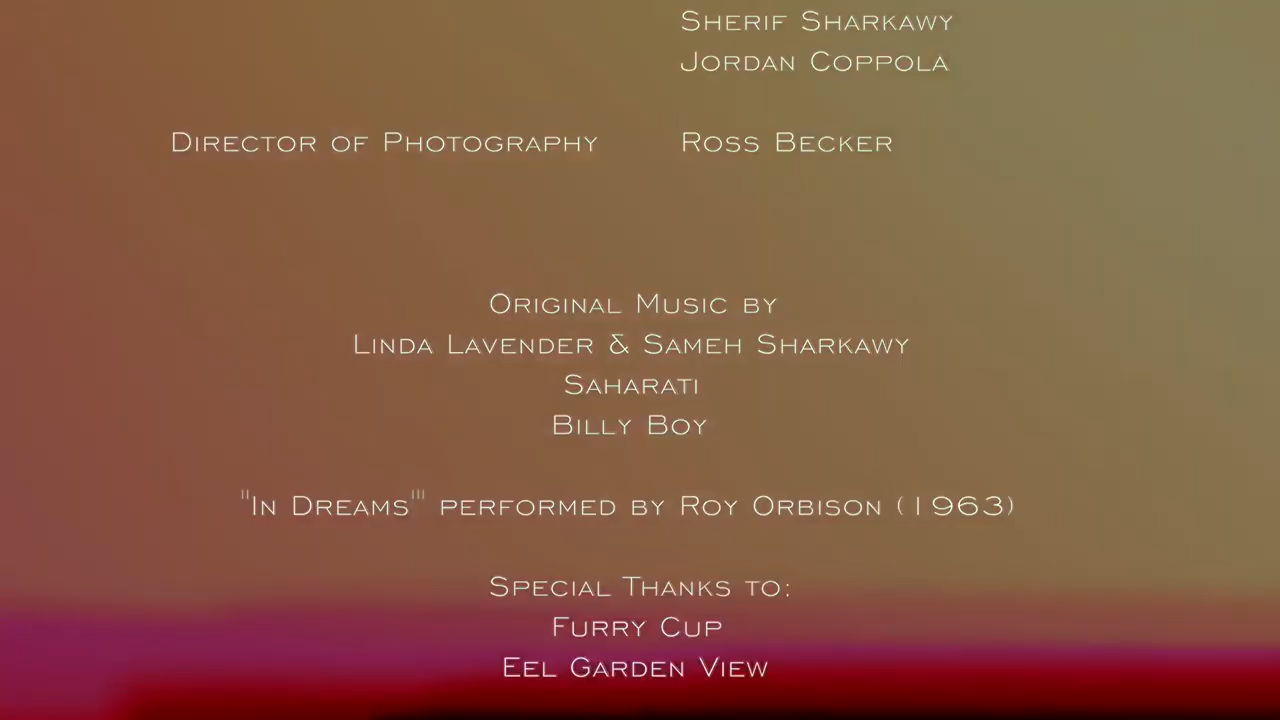 Sherif Sharkawy
Jordan Coppola
Director of Photography Ross Becker
Original Music by
Linda Lavender & Sameh Sharkawy
Saharati
Billy Boy
"In Dreams"' performed by Roy Orbison (1963)
Special Thanks to:
Furry Cup
Eel Garden View